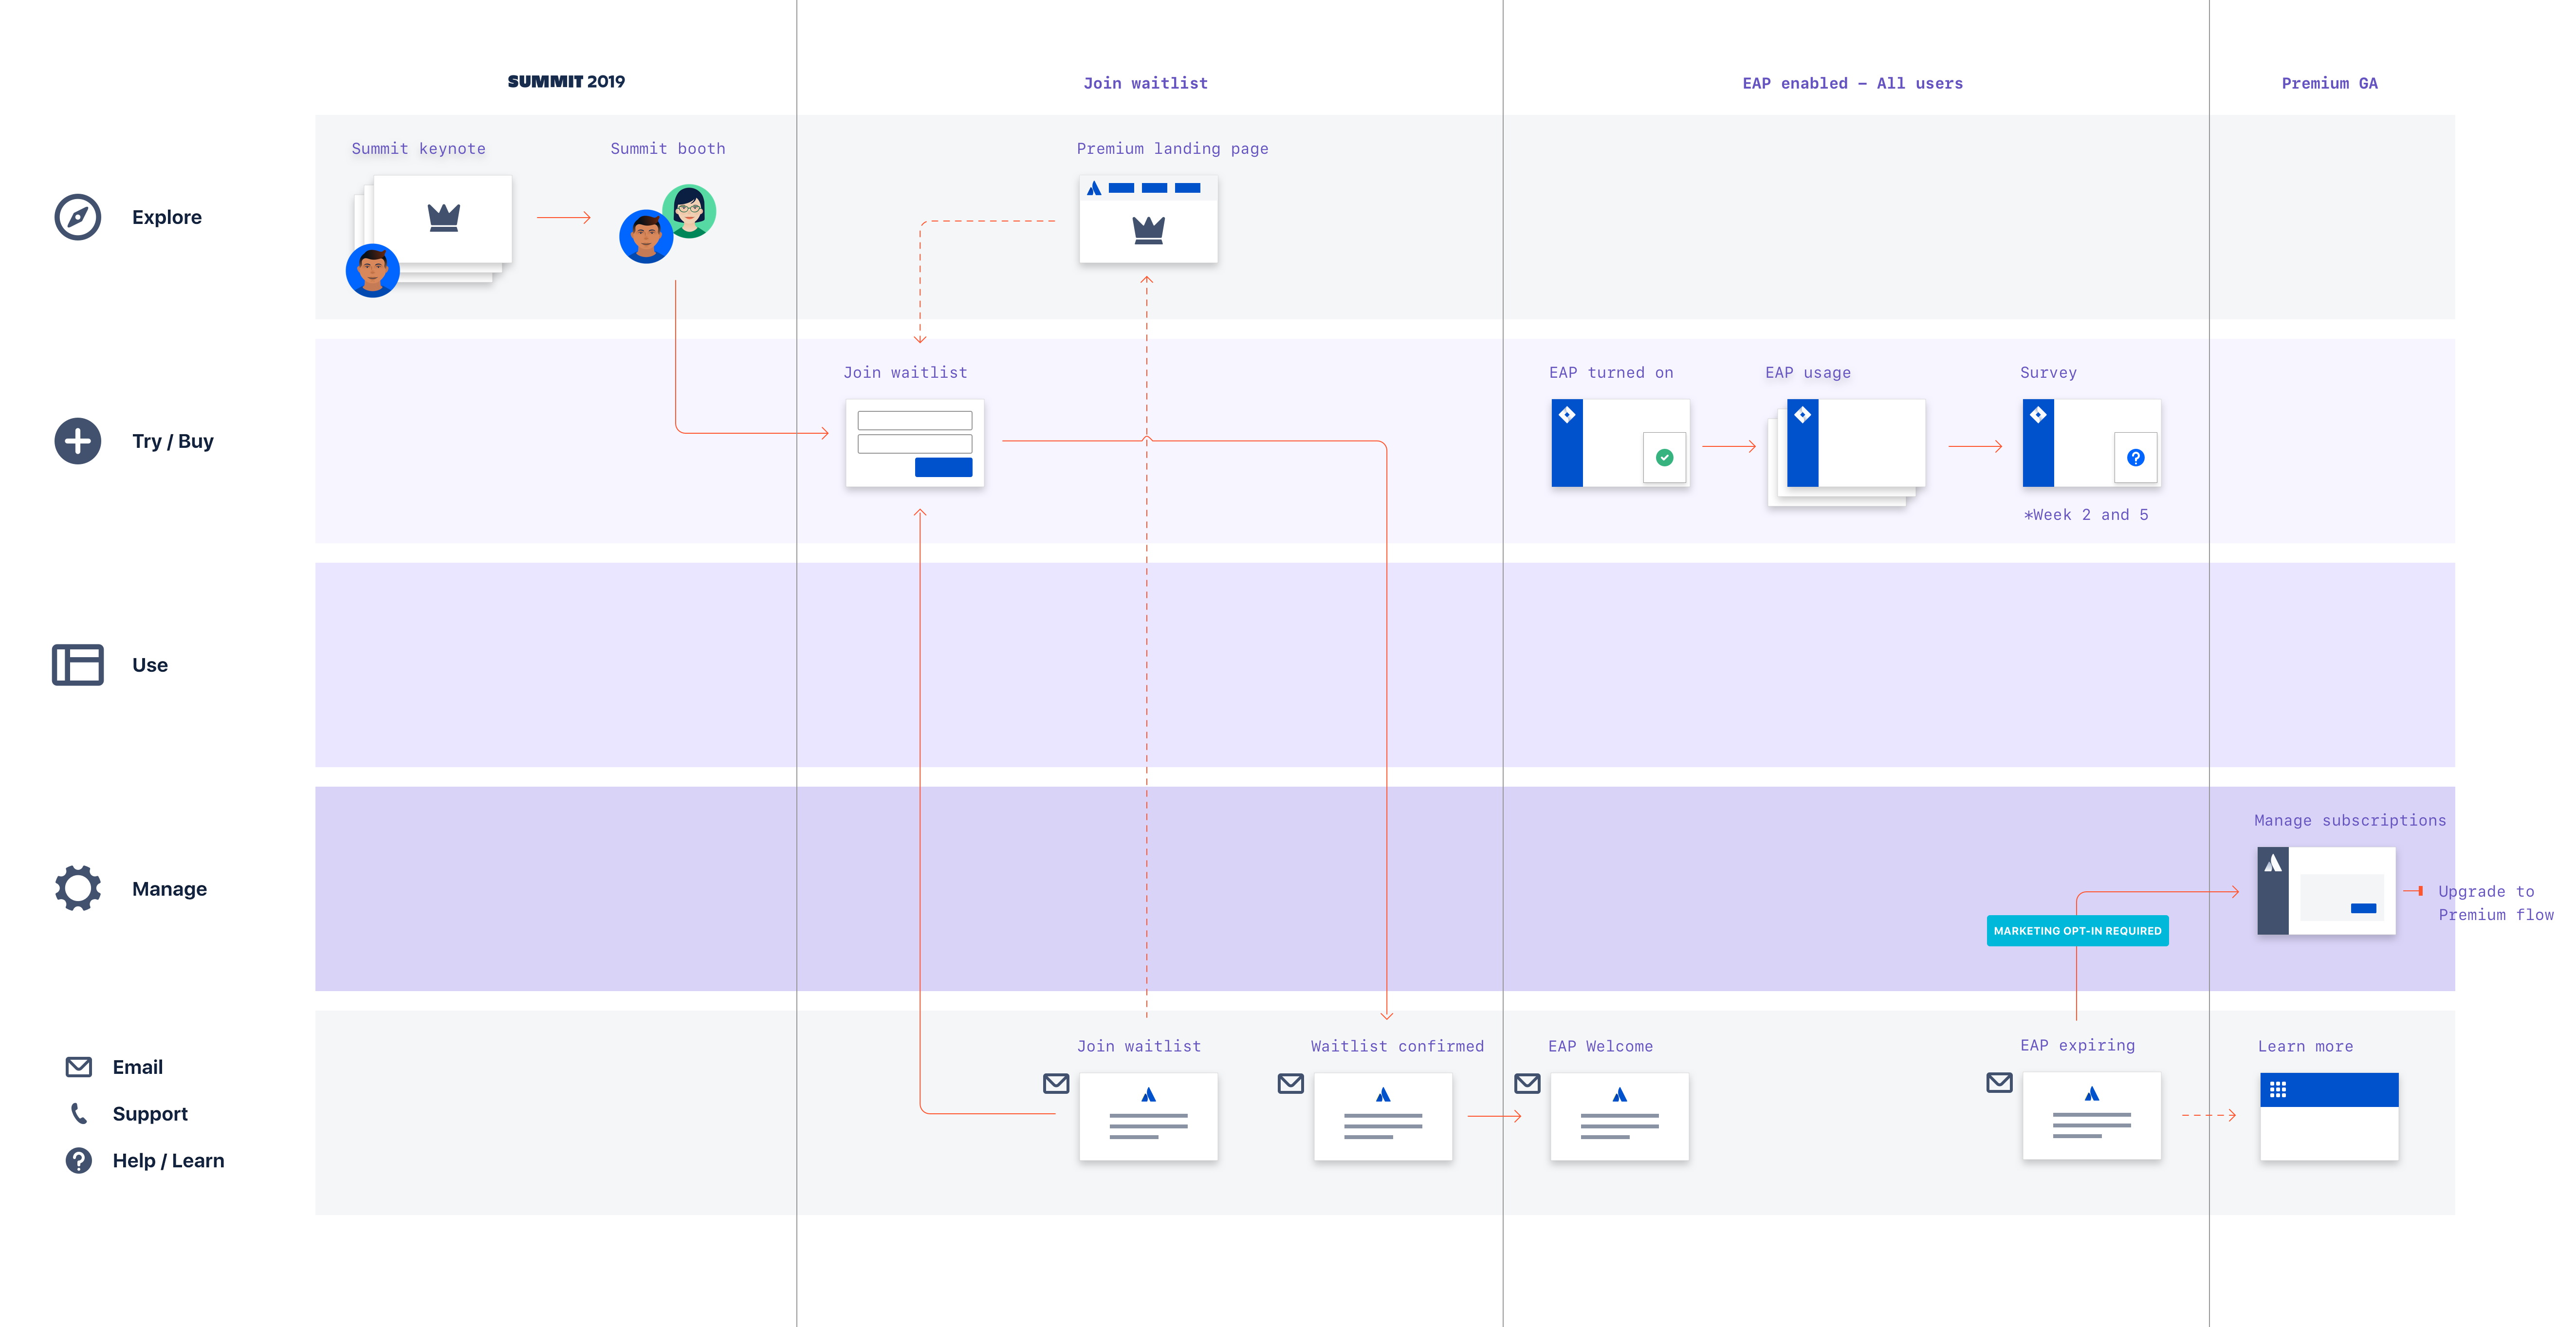 SUMMIT 2019
Join waitlist
EAP enabled – All users
Premium GA
Explore
Summit keynote
Summit booth
Premium landing page
Try / Buy
Join waitlist
EAP turned on
EAP usage
Survey
*Week 2 and 5
Use
Manage
Manage subscriptions
Upgrade to
Premium flow
MARKETING OPT-IN REQUIRED
Email
Support
Help / Learn
Join waitlist
Waitlist confirmed
EAP Welcome
EAP expiring
Learn more